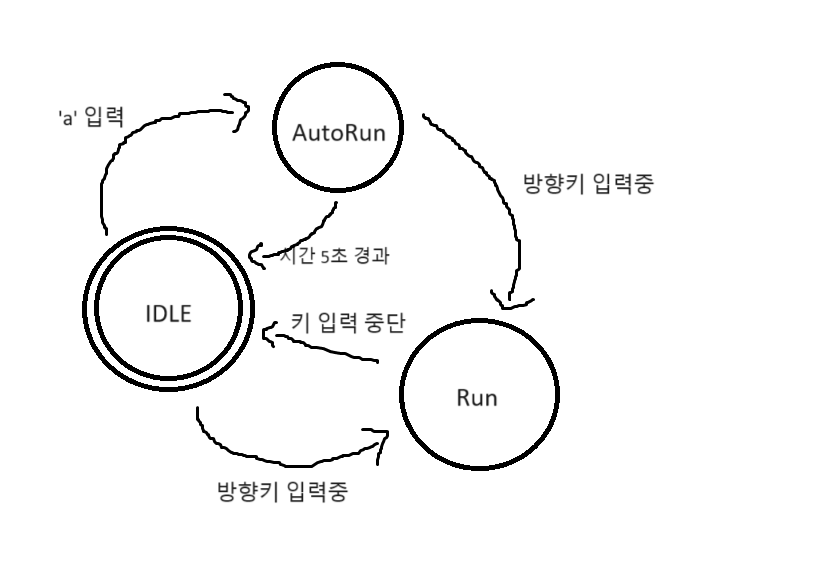 'a' 입력
AutoRun
방향키 입력중
시간 5초 경과
IDLE
키 입력 중단
Run
방향키 입력중